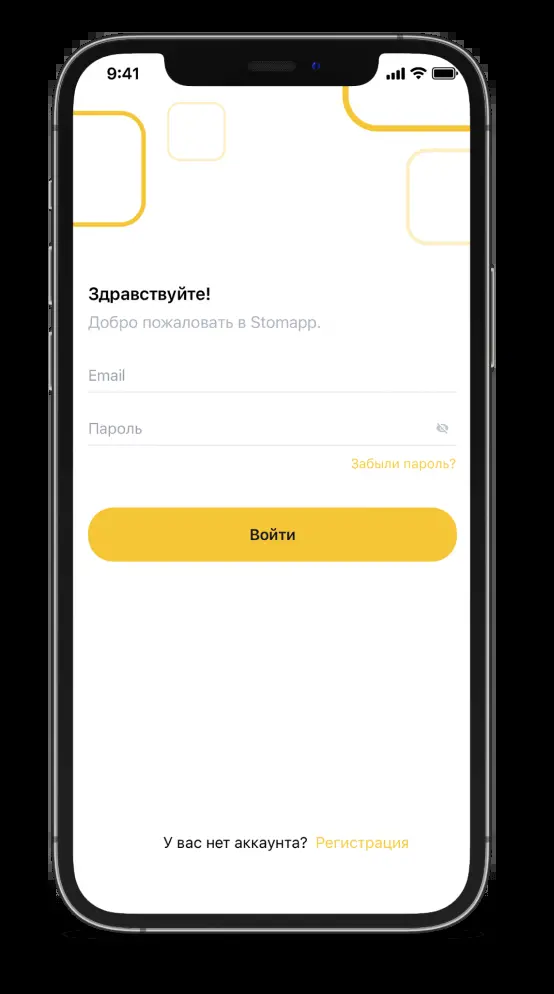 9:41
Здравствуйте!
Добро пожаловать в Stomapp.
Email
Пароль
Забыли пароль?
Войти
У вас нет аккаунта? Регистрация